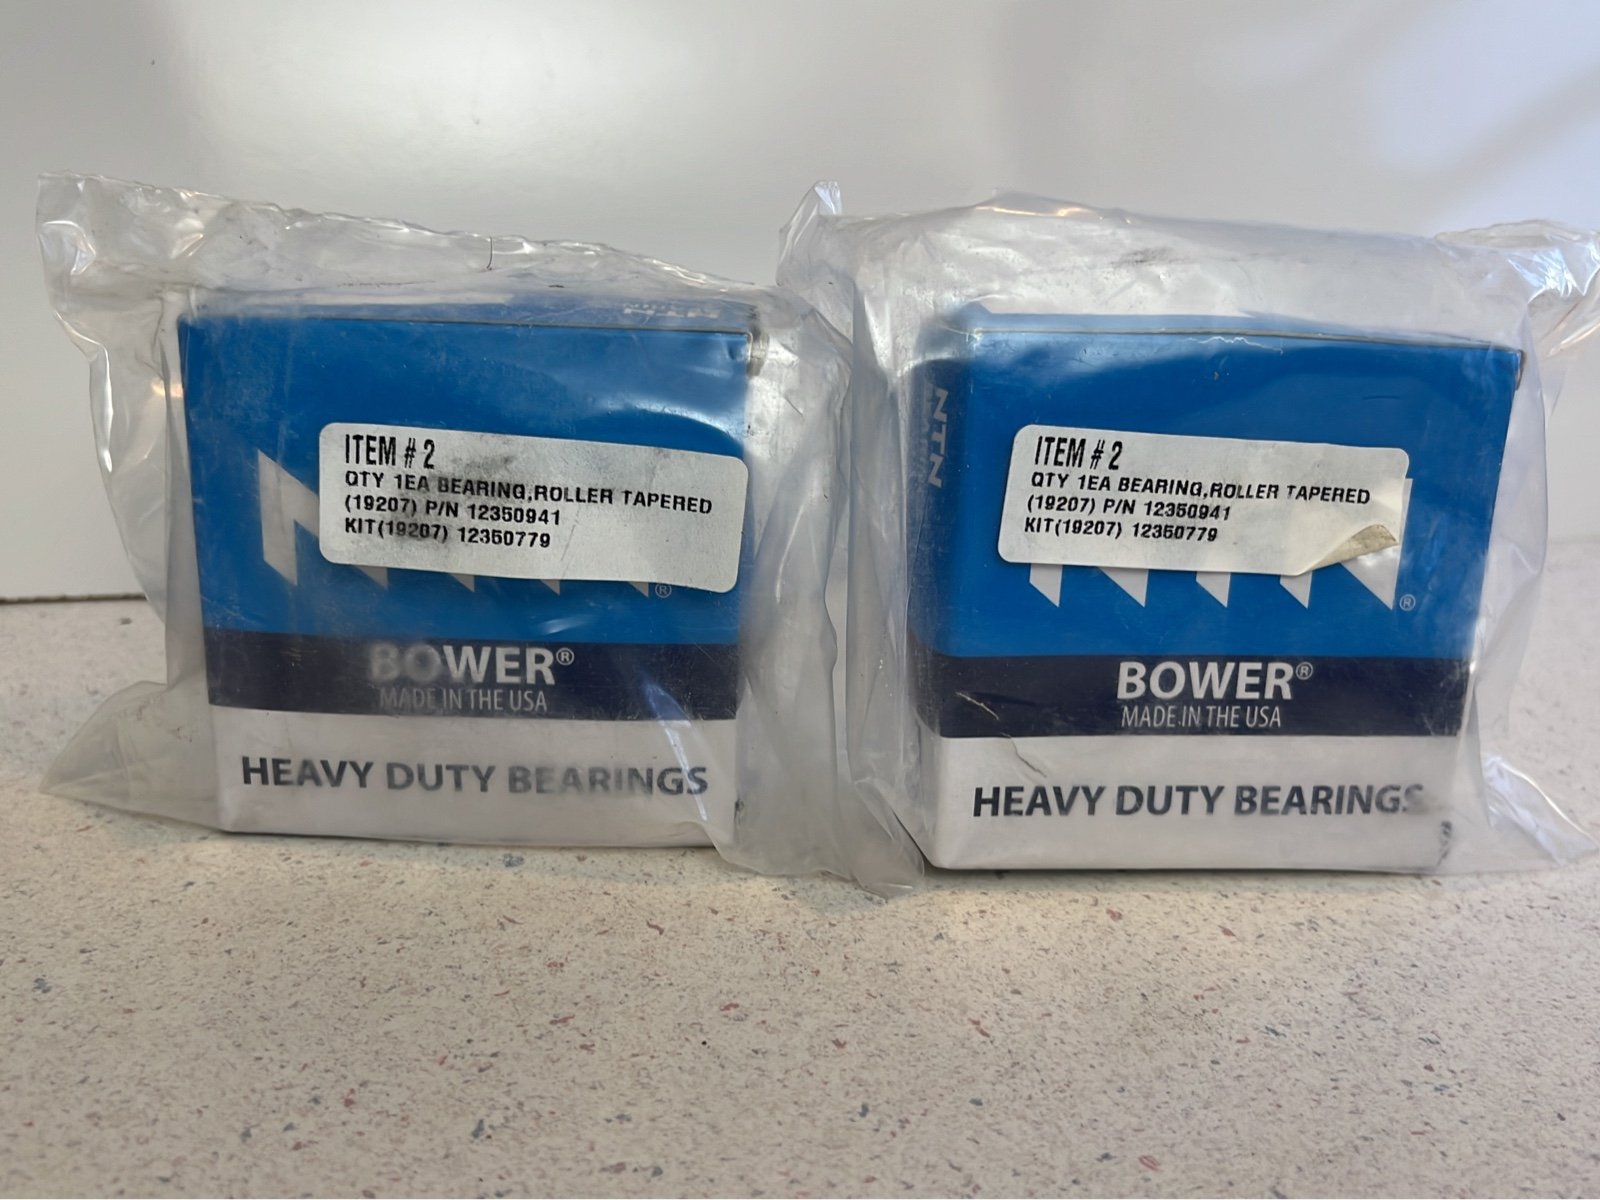 NTN
ITEM # 2
QTY 1EA BEARING,ROLLER TAPERED
(19207) P/N 12350941
KIT(19207) 12350779
®
BOWER®
MADE IN THE USA
HEAVY DUTY BEARINGS
NTN
ITEM # 2
QTY 1EA BEARING,ROLLER TAPERED
(19207) P/N 12350941
KIT(19207) 12350779
®
BOWER®
MADE IN THE USA
HEAVY DUTY BEARINGS